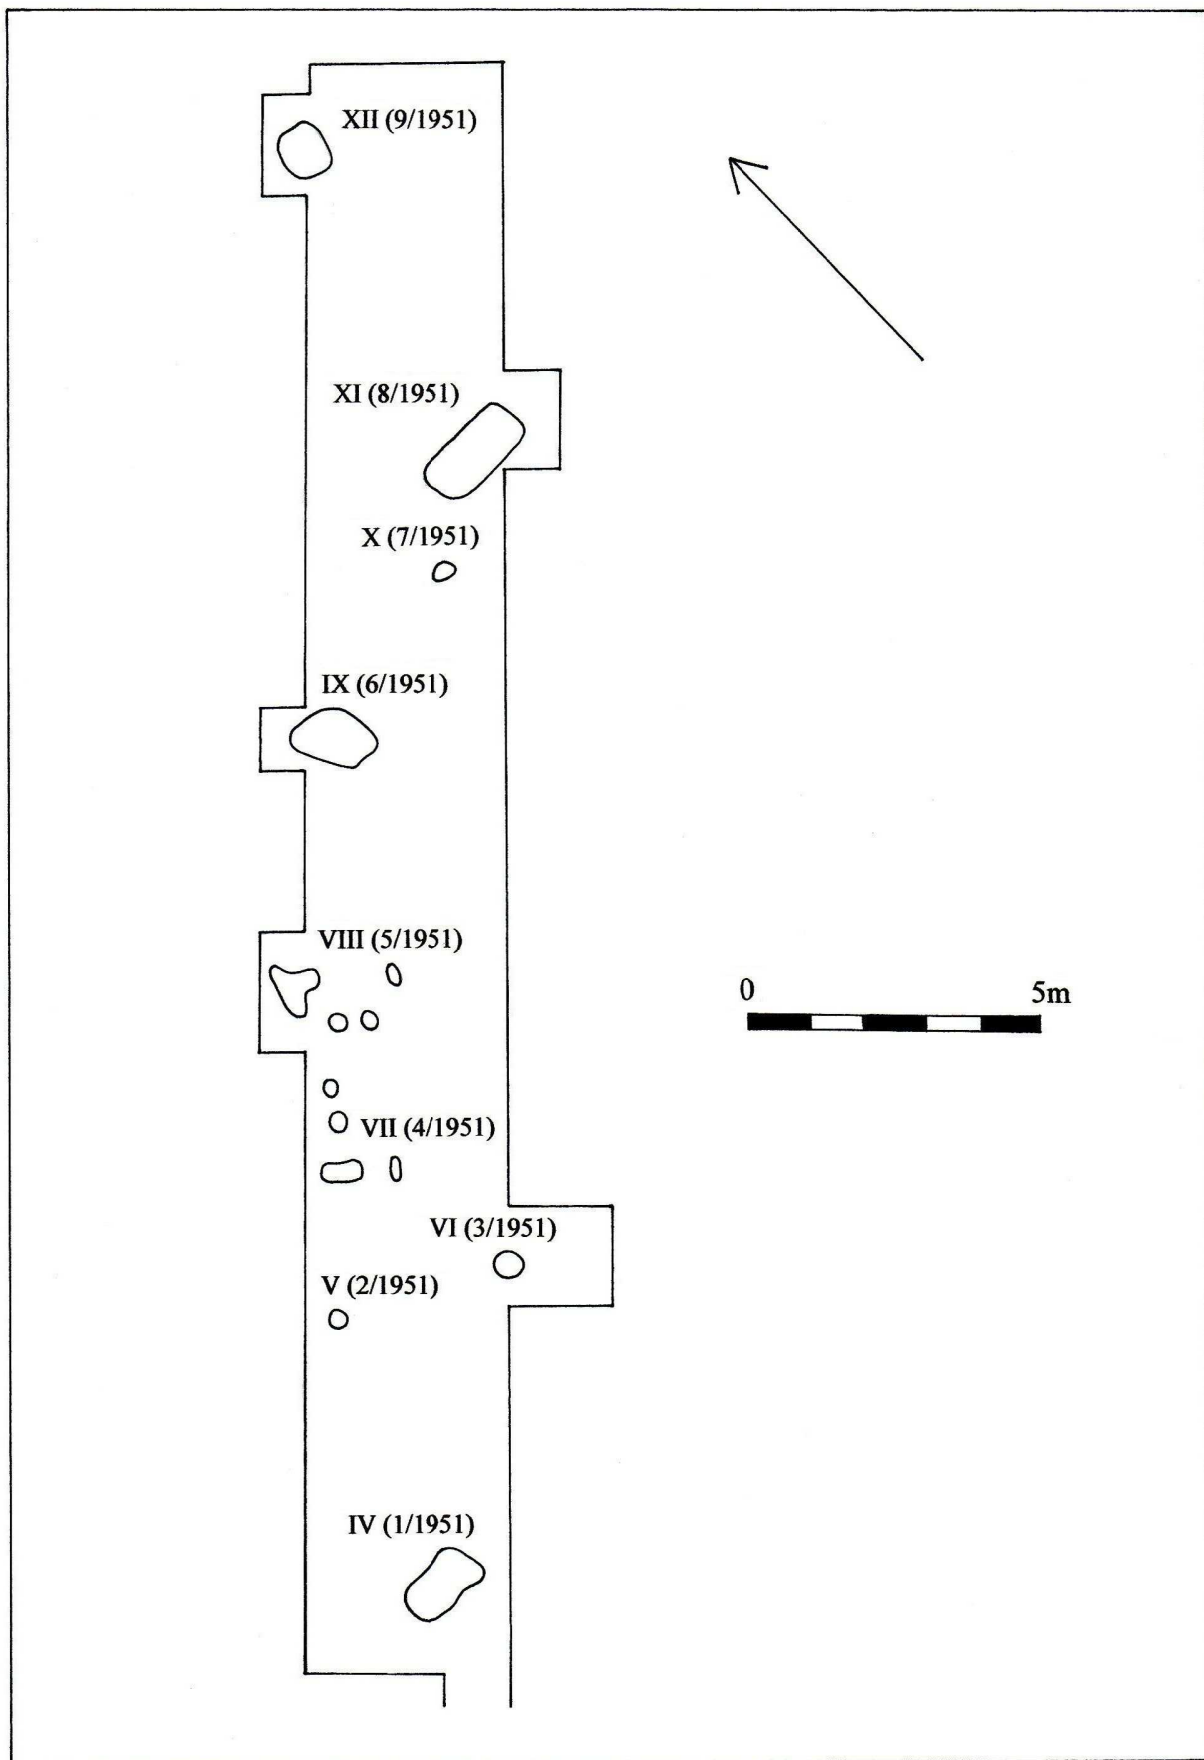 XII (9/1951)
XI (8/1951)
X (7/1951)
IX (6/1951)
VIII (5/1951)
0 5m
VII (4/1951)
VI (3/1951)
V (2/1951)
IV (1/1951)